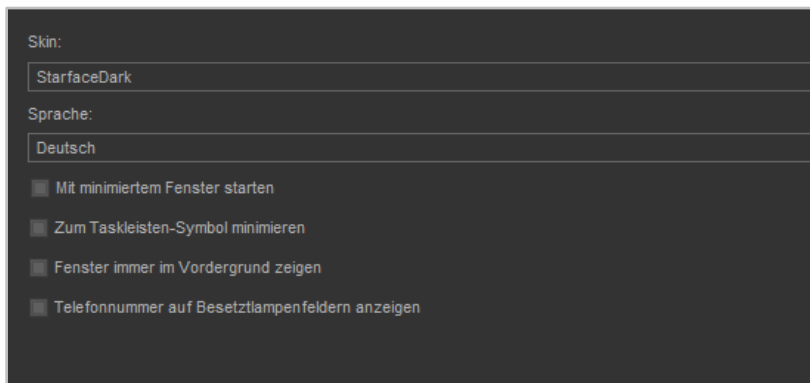 Skin:
StarfaceDark
Sprache:
Deutsch
Mit minimiertem Fenster starten
Zum Taskleisten-Symbol minimieren
Fenster immer im Vordergrund zeigen
Telefonnummer auf Besetztlampenfeldern anzeigen